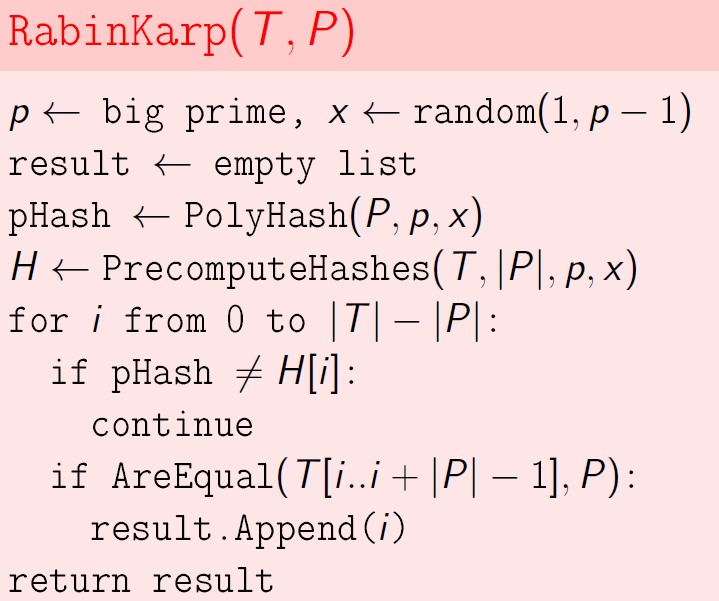 RabinKarp(T, P)
p ← big prime, x ← random(1, p − 1)
result ← empty list
pHash ← PolyHash(P, p, x)
H ← PrecomputeHashes(T, |P|, p, x)
for i from 0 to |T| − |P|:
if pHash ≠ H[i]:
continue
if AreEqual(T[i..i + |P| − 1], P):
result.Append(i)
return result